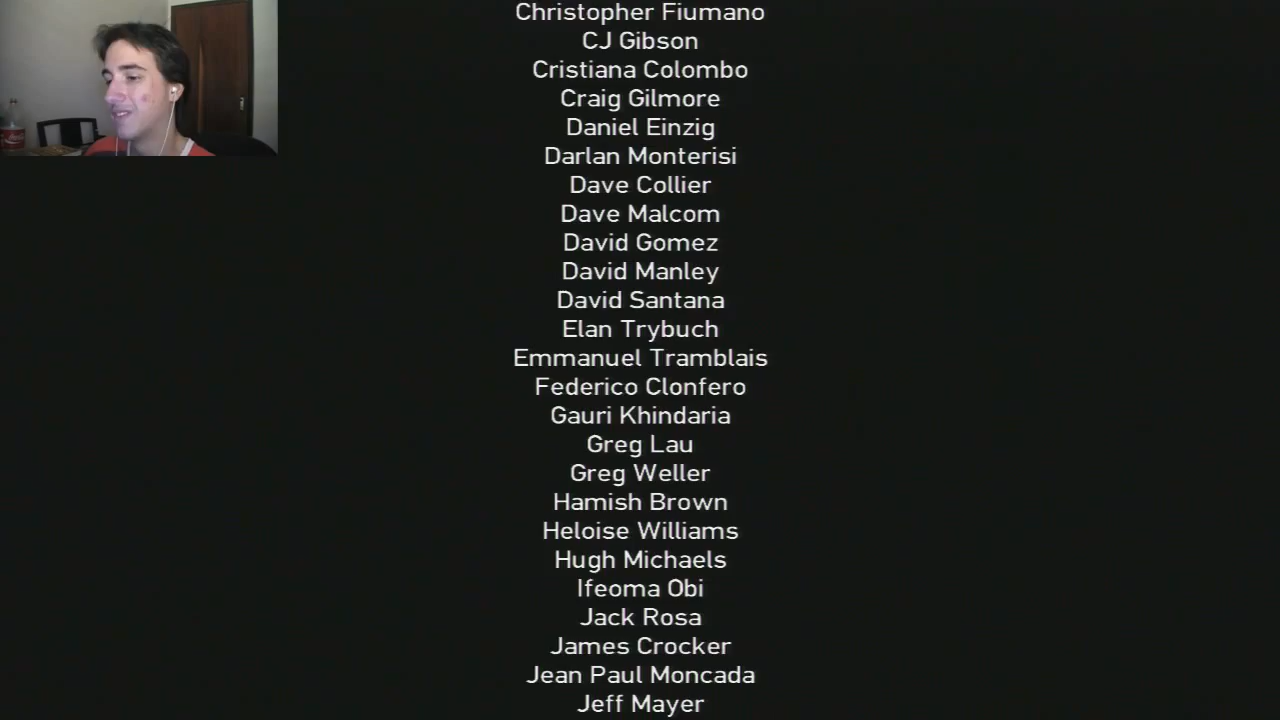 Christopher Fiumano
CJ Gibson
Cristiana Colombo
Craig Gilmore
Daniel Einzig
Darlan Monterisi
Dave Collier
Dave Malcom
David Gomez
David Manley
David Santana
Elan Trybuch
Emmanuel Tramblais
Federico Clonfero
Gauri Khindaria
Greg Lau
Greg Weller
Hamish Brown
Heloise Williams
Hugh Michaels
Ifeoma Obi
Jack Rosa
James Crocker
Jean Paul Moncada
Jeff Mayer